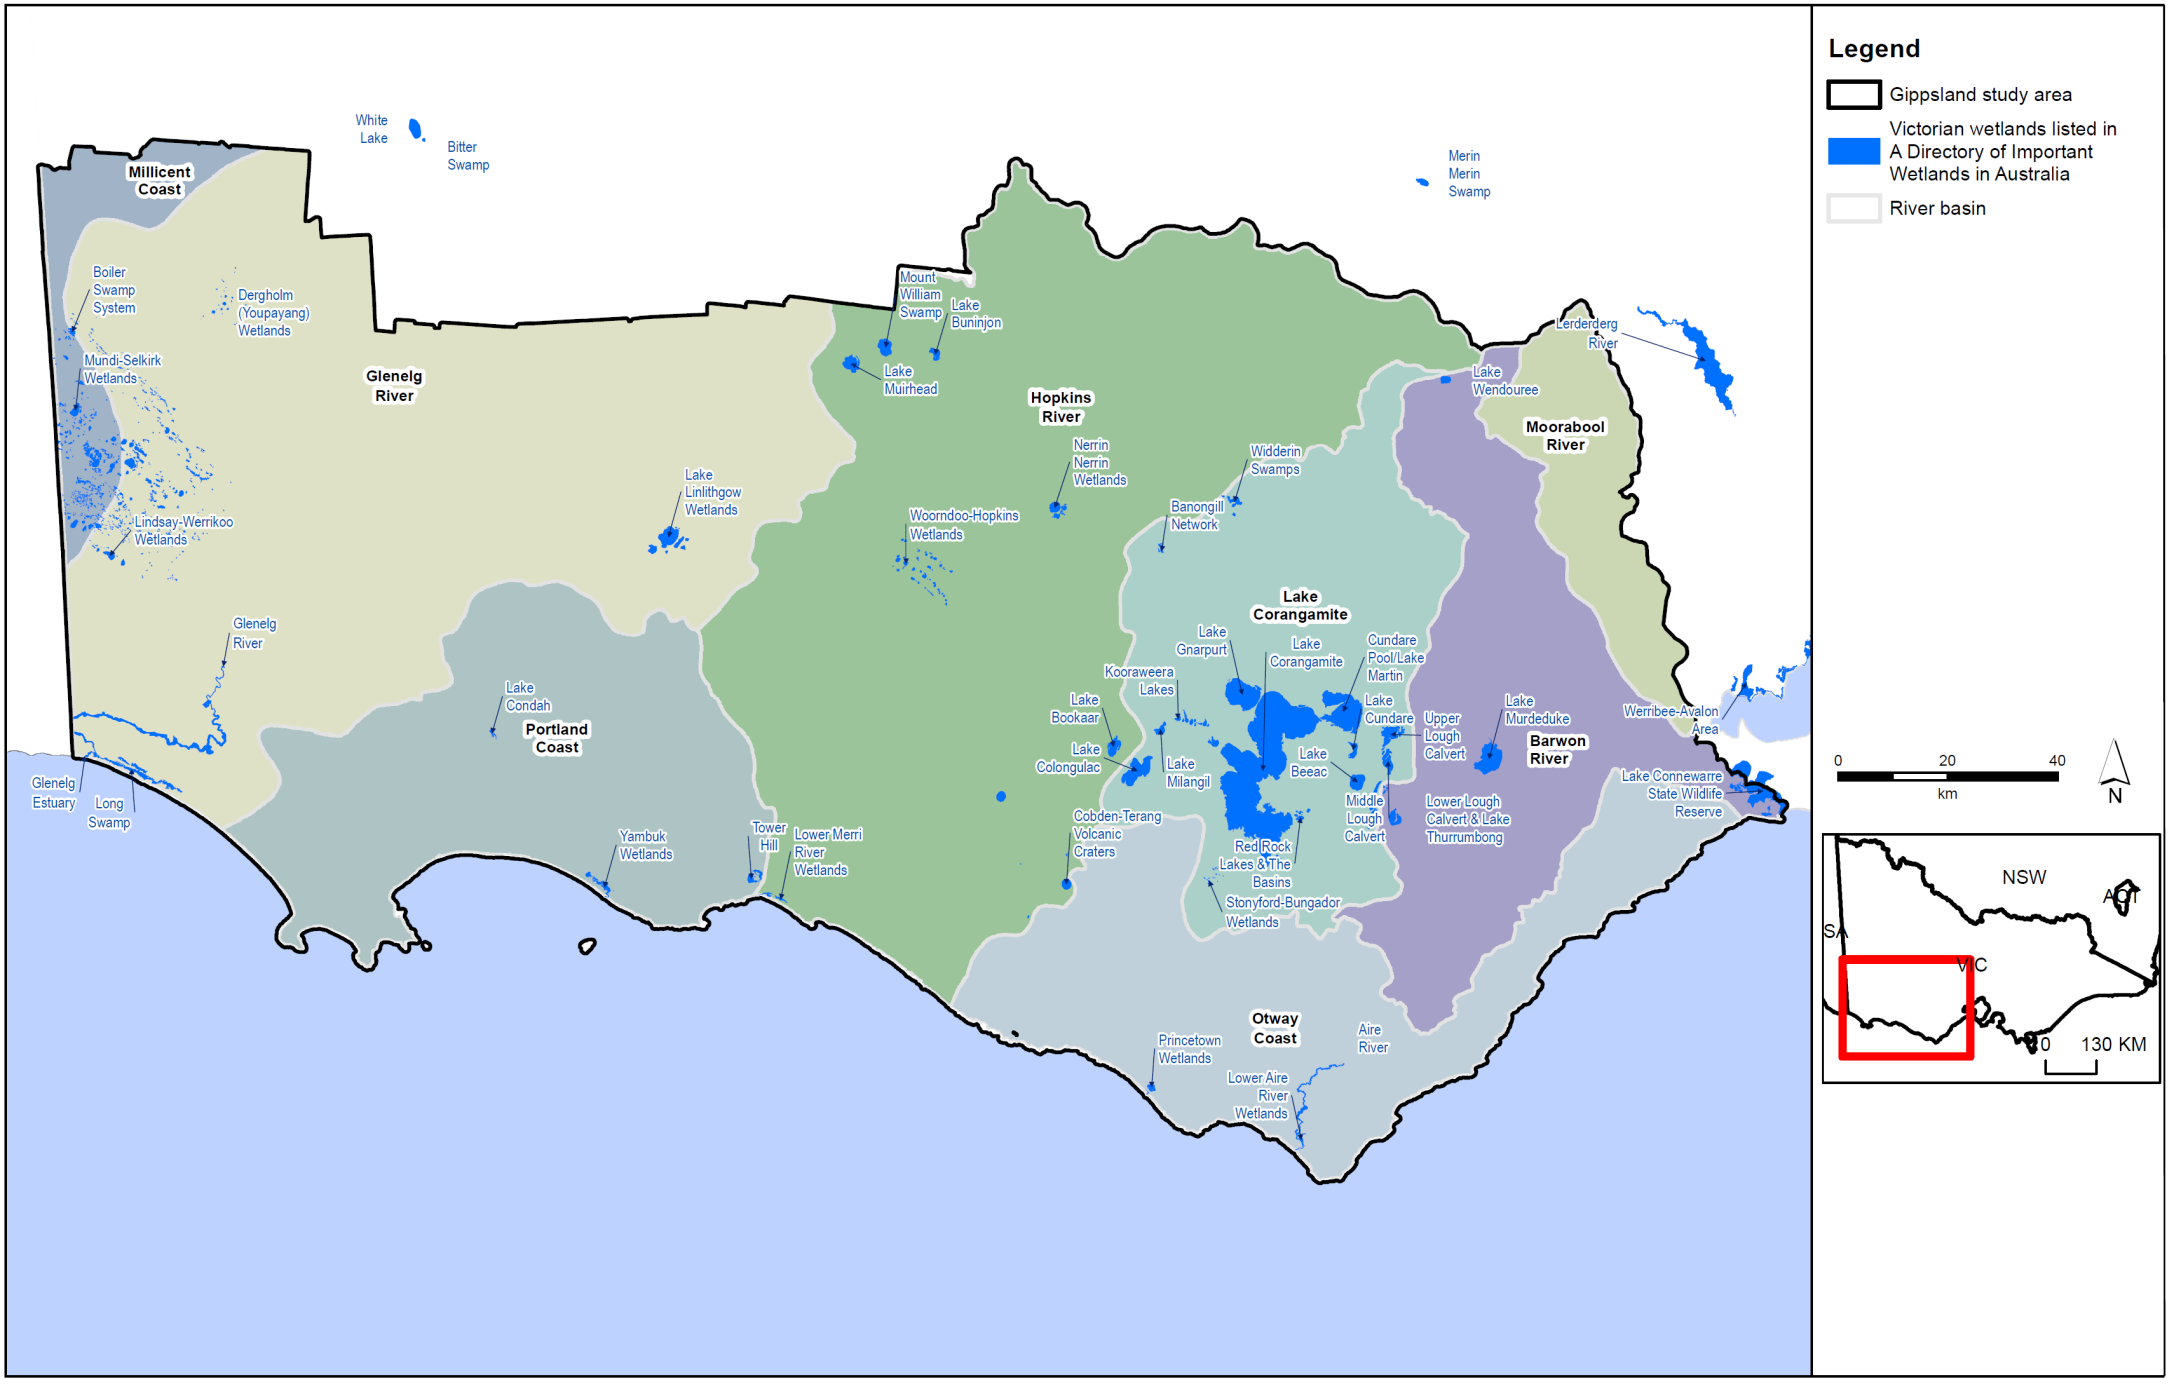 White
Lake
Bitter
Swamp
Merin
Merin
Swamp
Millicent
Coast
Boiler
Swamp
System
Dergholm
(Youpayang)
Wetlands
Mundi-Selkirk
Wetlands
Glenelg
River
Lindsay-Werrikoo
Wetlands
Lake
Linlithgow
Wetlands
Glenelg
River
Glenelg
Estuary
Long
Swamp
Lake
Condah
Portland
Coast
Yambuk
Wetlands
Tower
Hill
Lower Merri
River
Wetlands
Mount
William
Swamp
Lake
Buninjon
Lake
Muirhead
Hopkins
River
Nerrin
Nerrin
Wetlands
Woorndoo-Hopkins
Wetlands
Widderin
Swamps
Banongill
Network
Lake
Wendouree
Lerderderg
River
Moorabool
River
Lake
Corangamite
Lake
Gnarpurt
Lake
Corangamite
Cundare
Pool/Lake
Martin
Kooraweera
Lakes
Lake
Bookaar
Lake
Colongulac
Lake
Milangil
Lake
Cundare
Upper
Lough
Calvert
Lake
Beeac
Middle
Lough
Calvert
Lower Lough
Calvert & Lake
Thurrumbong
Lake
Murdeduke
Barwon
River
Werribee-Avalon
Area
Lake Connewarre
State Wildlife
Reserve
Cobden-Terang
Volcanic
Craters
Red Rock
Lakes & The
Basins
Stonyford-Bungador
Wetlands
Otway
Coast
Princetown
Wetlands
Aire
River
Lower Aire
River
Wetlands
Legend
Gippsland study area
Victorian wetlands listed in
A Directory of Important
Wetlands in Australia
River basin
0 20 40
km
N
NSW
ACT
SA
VIC
0 130 KM